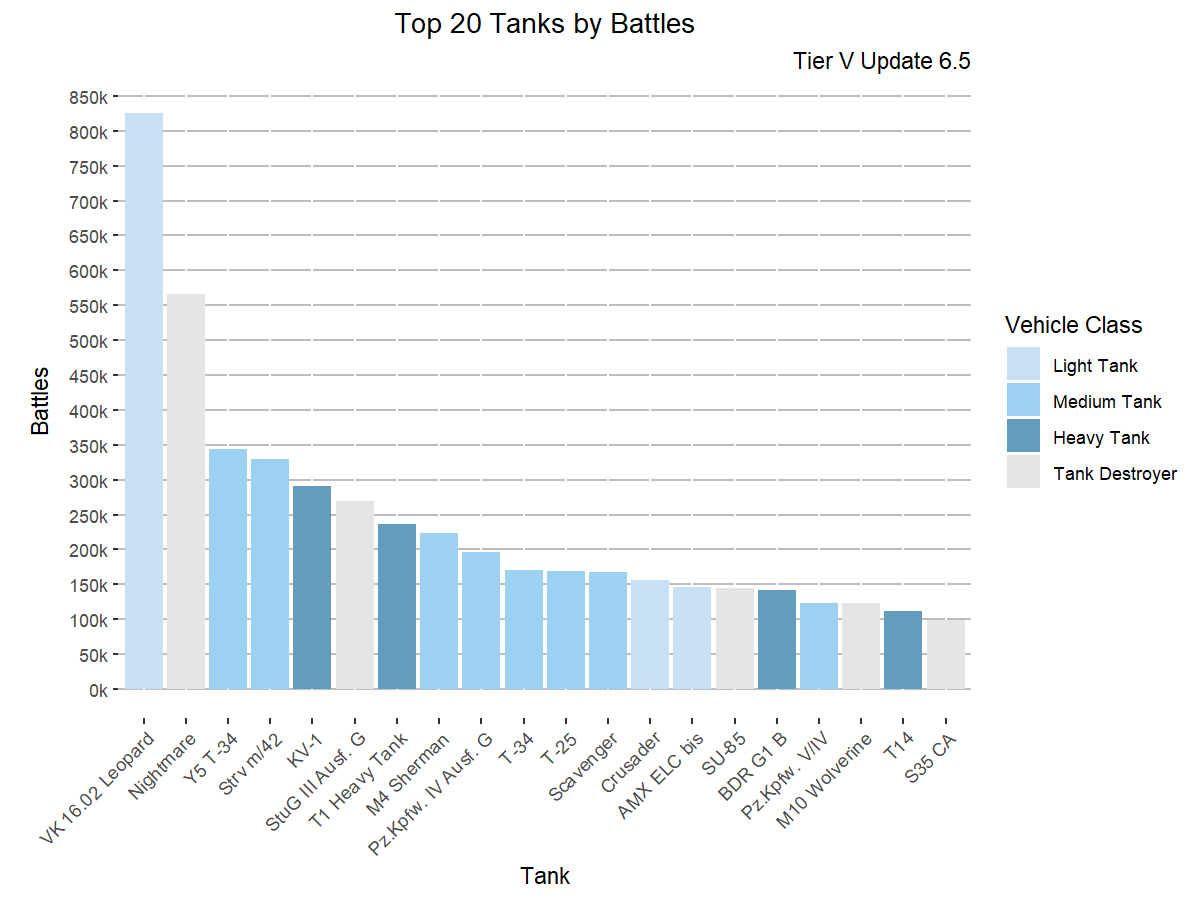 Top 20 Tanks by Battles
Tier V Update 6.5
850k
800k
750k
700k
650k
600k
550k
500k
450k
400k
350k
300k
250k
200k
150k
100k
50k
0k
Battles
VK 16.02 Leopard
Nightmare
Y5 T-34
Strv m/42
KV-1
StuG III Ausf. G
T1 Heavy Tank
M4 Sherman
Pz.Kpfw. IV Ausf. G
T-34
T-25
Scavenger
Crusader
AMX ELC bis
SU-85
BDR G1 B
Pz.Kpfw. V/IV
M10 Wolverine
T14
S35 CA
Tank
Vehicle Class
Light Tank
Medium Tank
Heavy Tank
Tank Destroyer